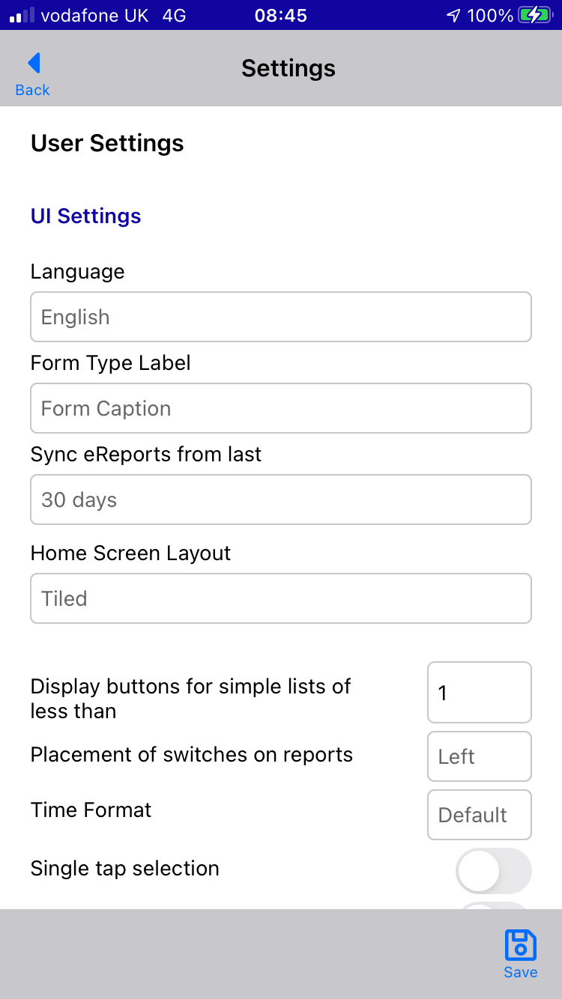 vodafone UK 4G 08:45 100%
Settings
Back
User Settings
UI Settings
Language
English
Form Type Label
Form Caption
Sync eReports from last
30 days
Home Screen Layout
Tiled
Display buttons for simple lists of
less than
1
Placement of switches on reports
Left
Time Format
Default
Single tap selection
Save